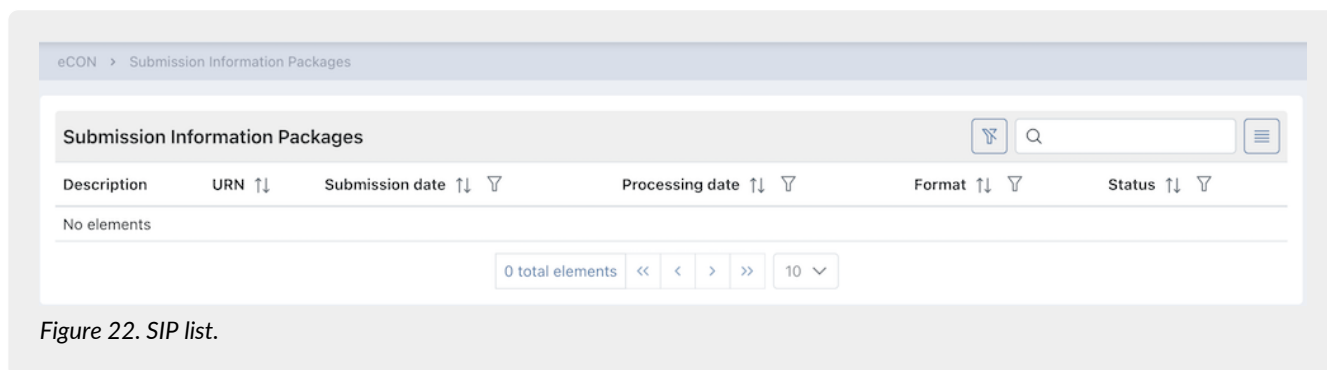 eCON > Submission Information Packages
Submission Information Packages
Description URN Submission date Processing date Format Status
No elements
0 total elements << < > >> 10
Figure 22. SIP list.